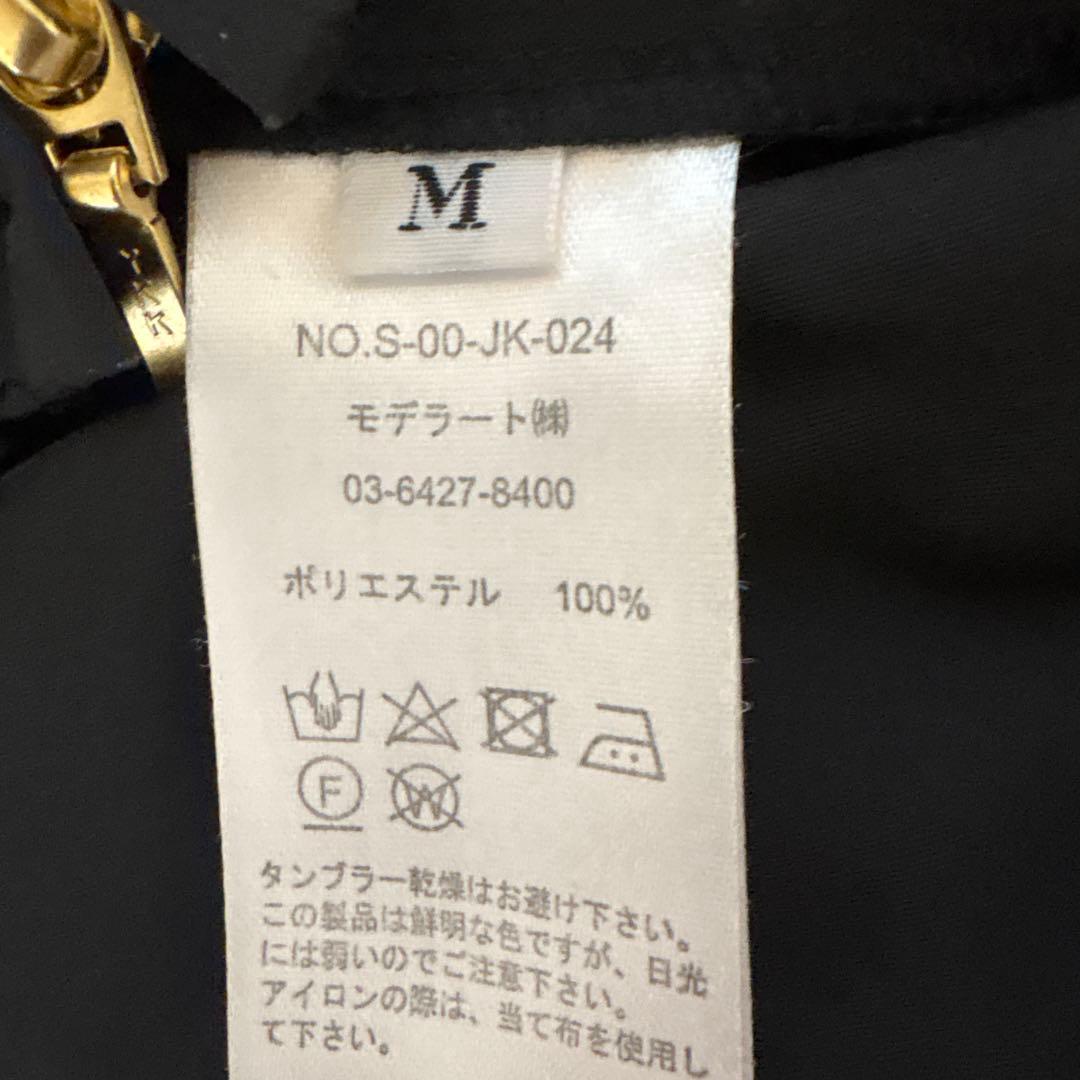 YKK
M
NO.S-00-JK-024
モデラート㈱
03-6427-8400
ポリエステル 100%
F W
タンブラー乾燥はお避け下さい。
この製品は鮮明な色ですが、日光
には弱いのでご注意下さい。
アイロンの際は、当て布を使用し
て下さい。